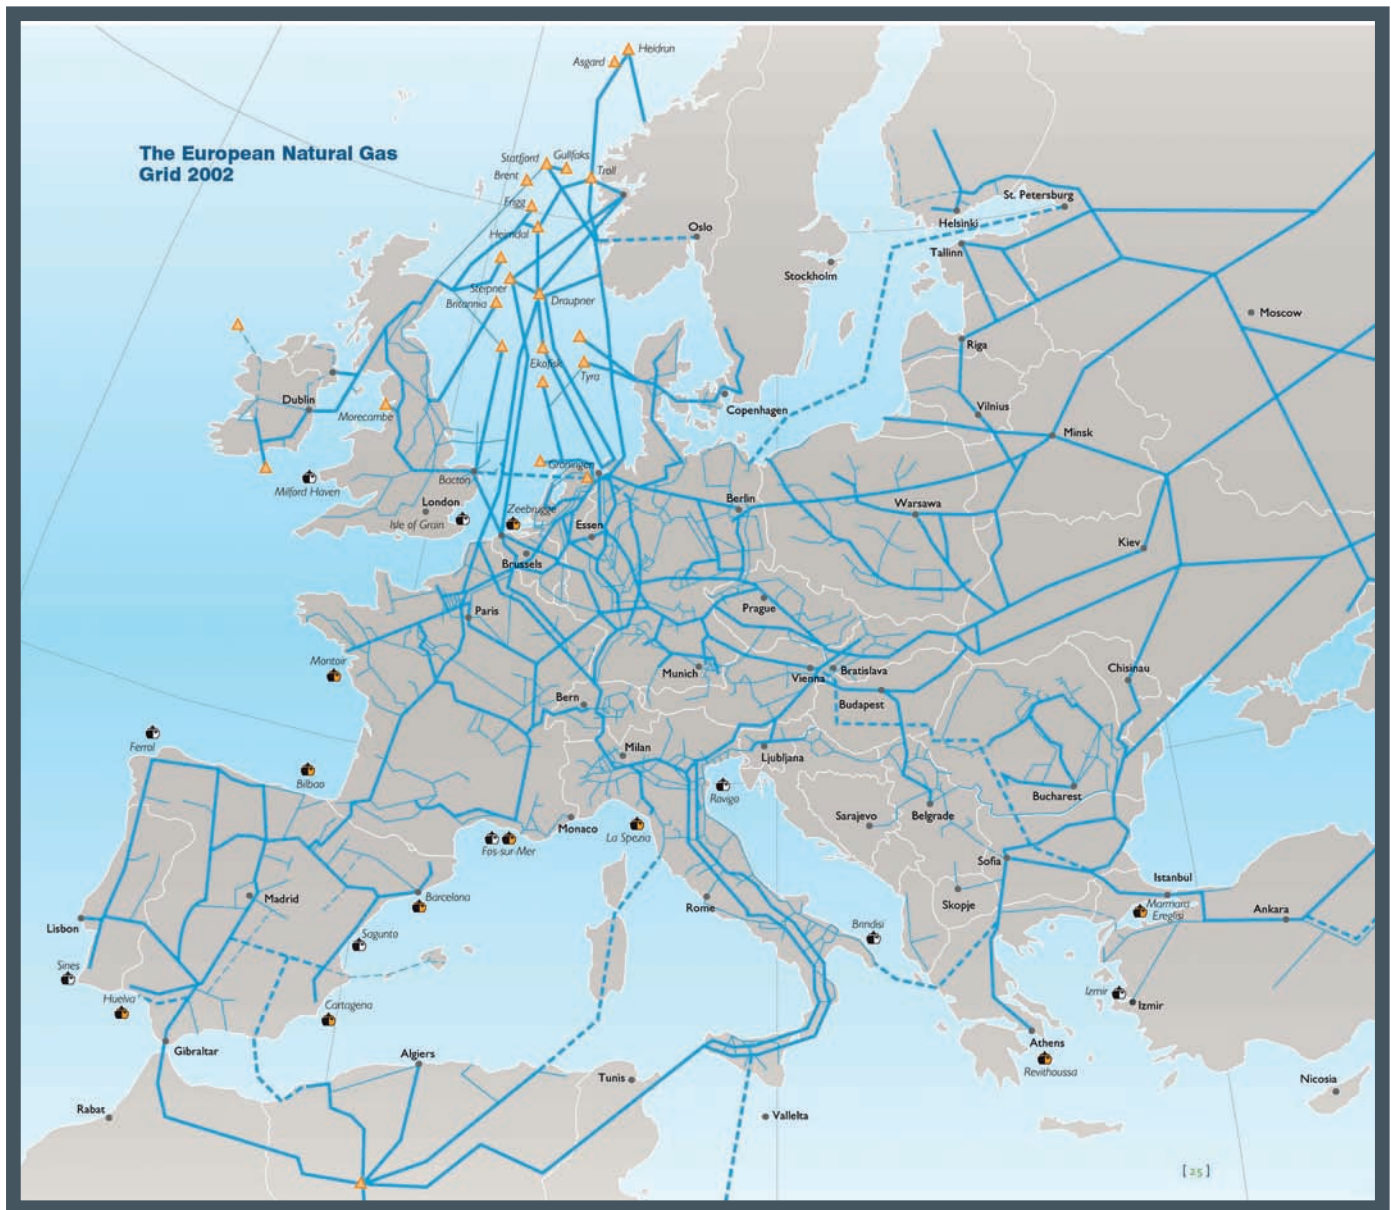 Heidrun
Asgard
The European Natural Gas
Grid 2002
Statfjord
Gullfaks
Brent
Troll
Frigg
Heimdal
Oslo
St. Petersburg
Helsinki
Tallinn
Stockholm
Sleipner
Britannia
Draupner
Moscow
Ekofisk
Tyra
Riga
Dublin
Morecambe
Copenhagen
Vilnius
Minsk
Groningen
Bacton
Milford Haven
London
Isle of Grain
Zeebrugge
Essen
Berlin
Warsawa
Brussels
Kiev
Paris
Prague
Montoir
Munich
Vienna
Bratislava
Chisinau
Bern
Budapest
Ferrol
Milan
Ljubljana
Bilbao
Rovigo
Bucharest
Monaco
La Spezia
Sarajevo
Belgrade
Fos-sur-Mer
Sofia
Istanbul
Madrid
Barcelona
Rome
Skopje
Marmara
Ereglisi
Ankara
Lisbon
Sagunto
Brindisi
Sines
Huelva
Cartagena
Izmir
Izmir
Gibraltar
Algiers
Athens
Revithoussa
Tunis
Nicosia
Rabat
Vallelta
[ 25 ]